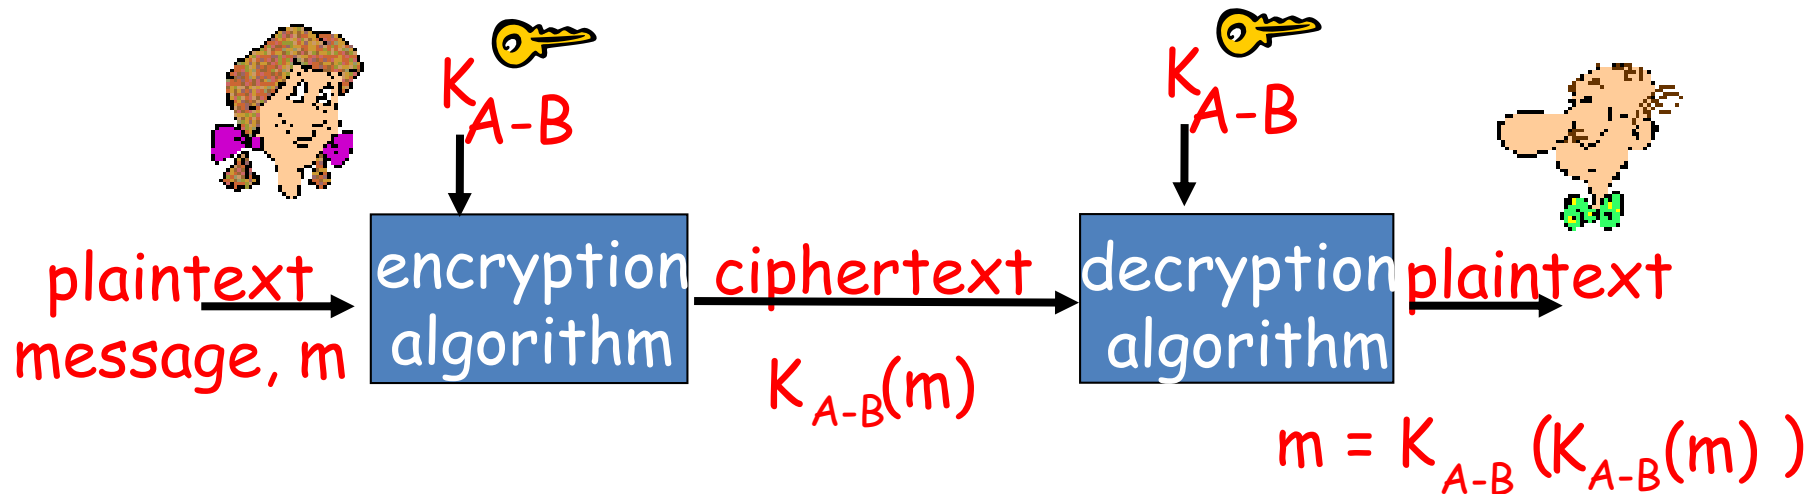 K A-B
K A-B
plaintext message, m
encryption algorithm
ciphertext
K A-B (m)
decryption algorithm
plaintext
m = K A-B (K A-B (m) )